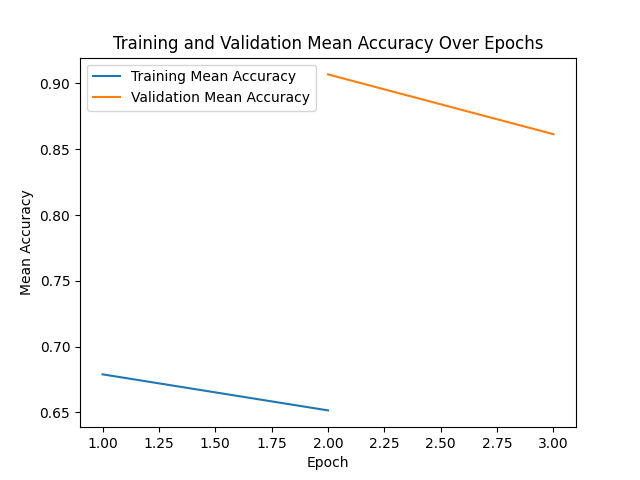 Training and Validation Mean Accuracy Over Epochs
Training Mean Accuracy
Validation Mean Accuracy
Mean Accuracy
0.90
0.85
0.80
0.75
0.70
0.65
1.00 1.25 1.50 1.75 2.00 2.25 2.50 2.75 3.00
Epoch